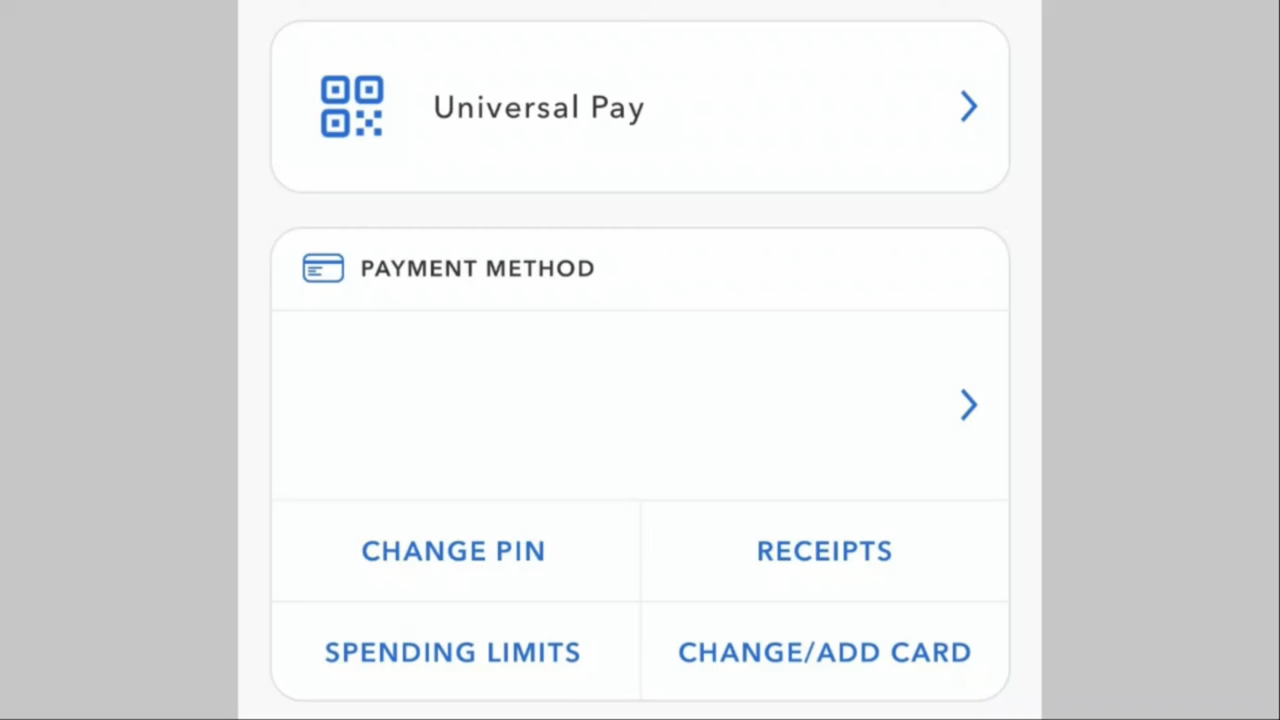 Universal Pay
PAYMENT METHOD
CHANGE PIN
RECEIPTS
SPENDING LIMITS
CHANGE/ADD CARD